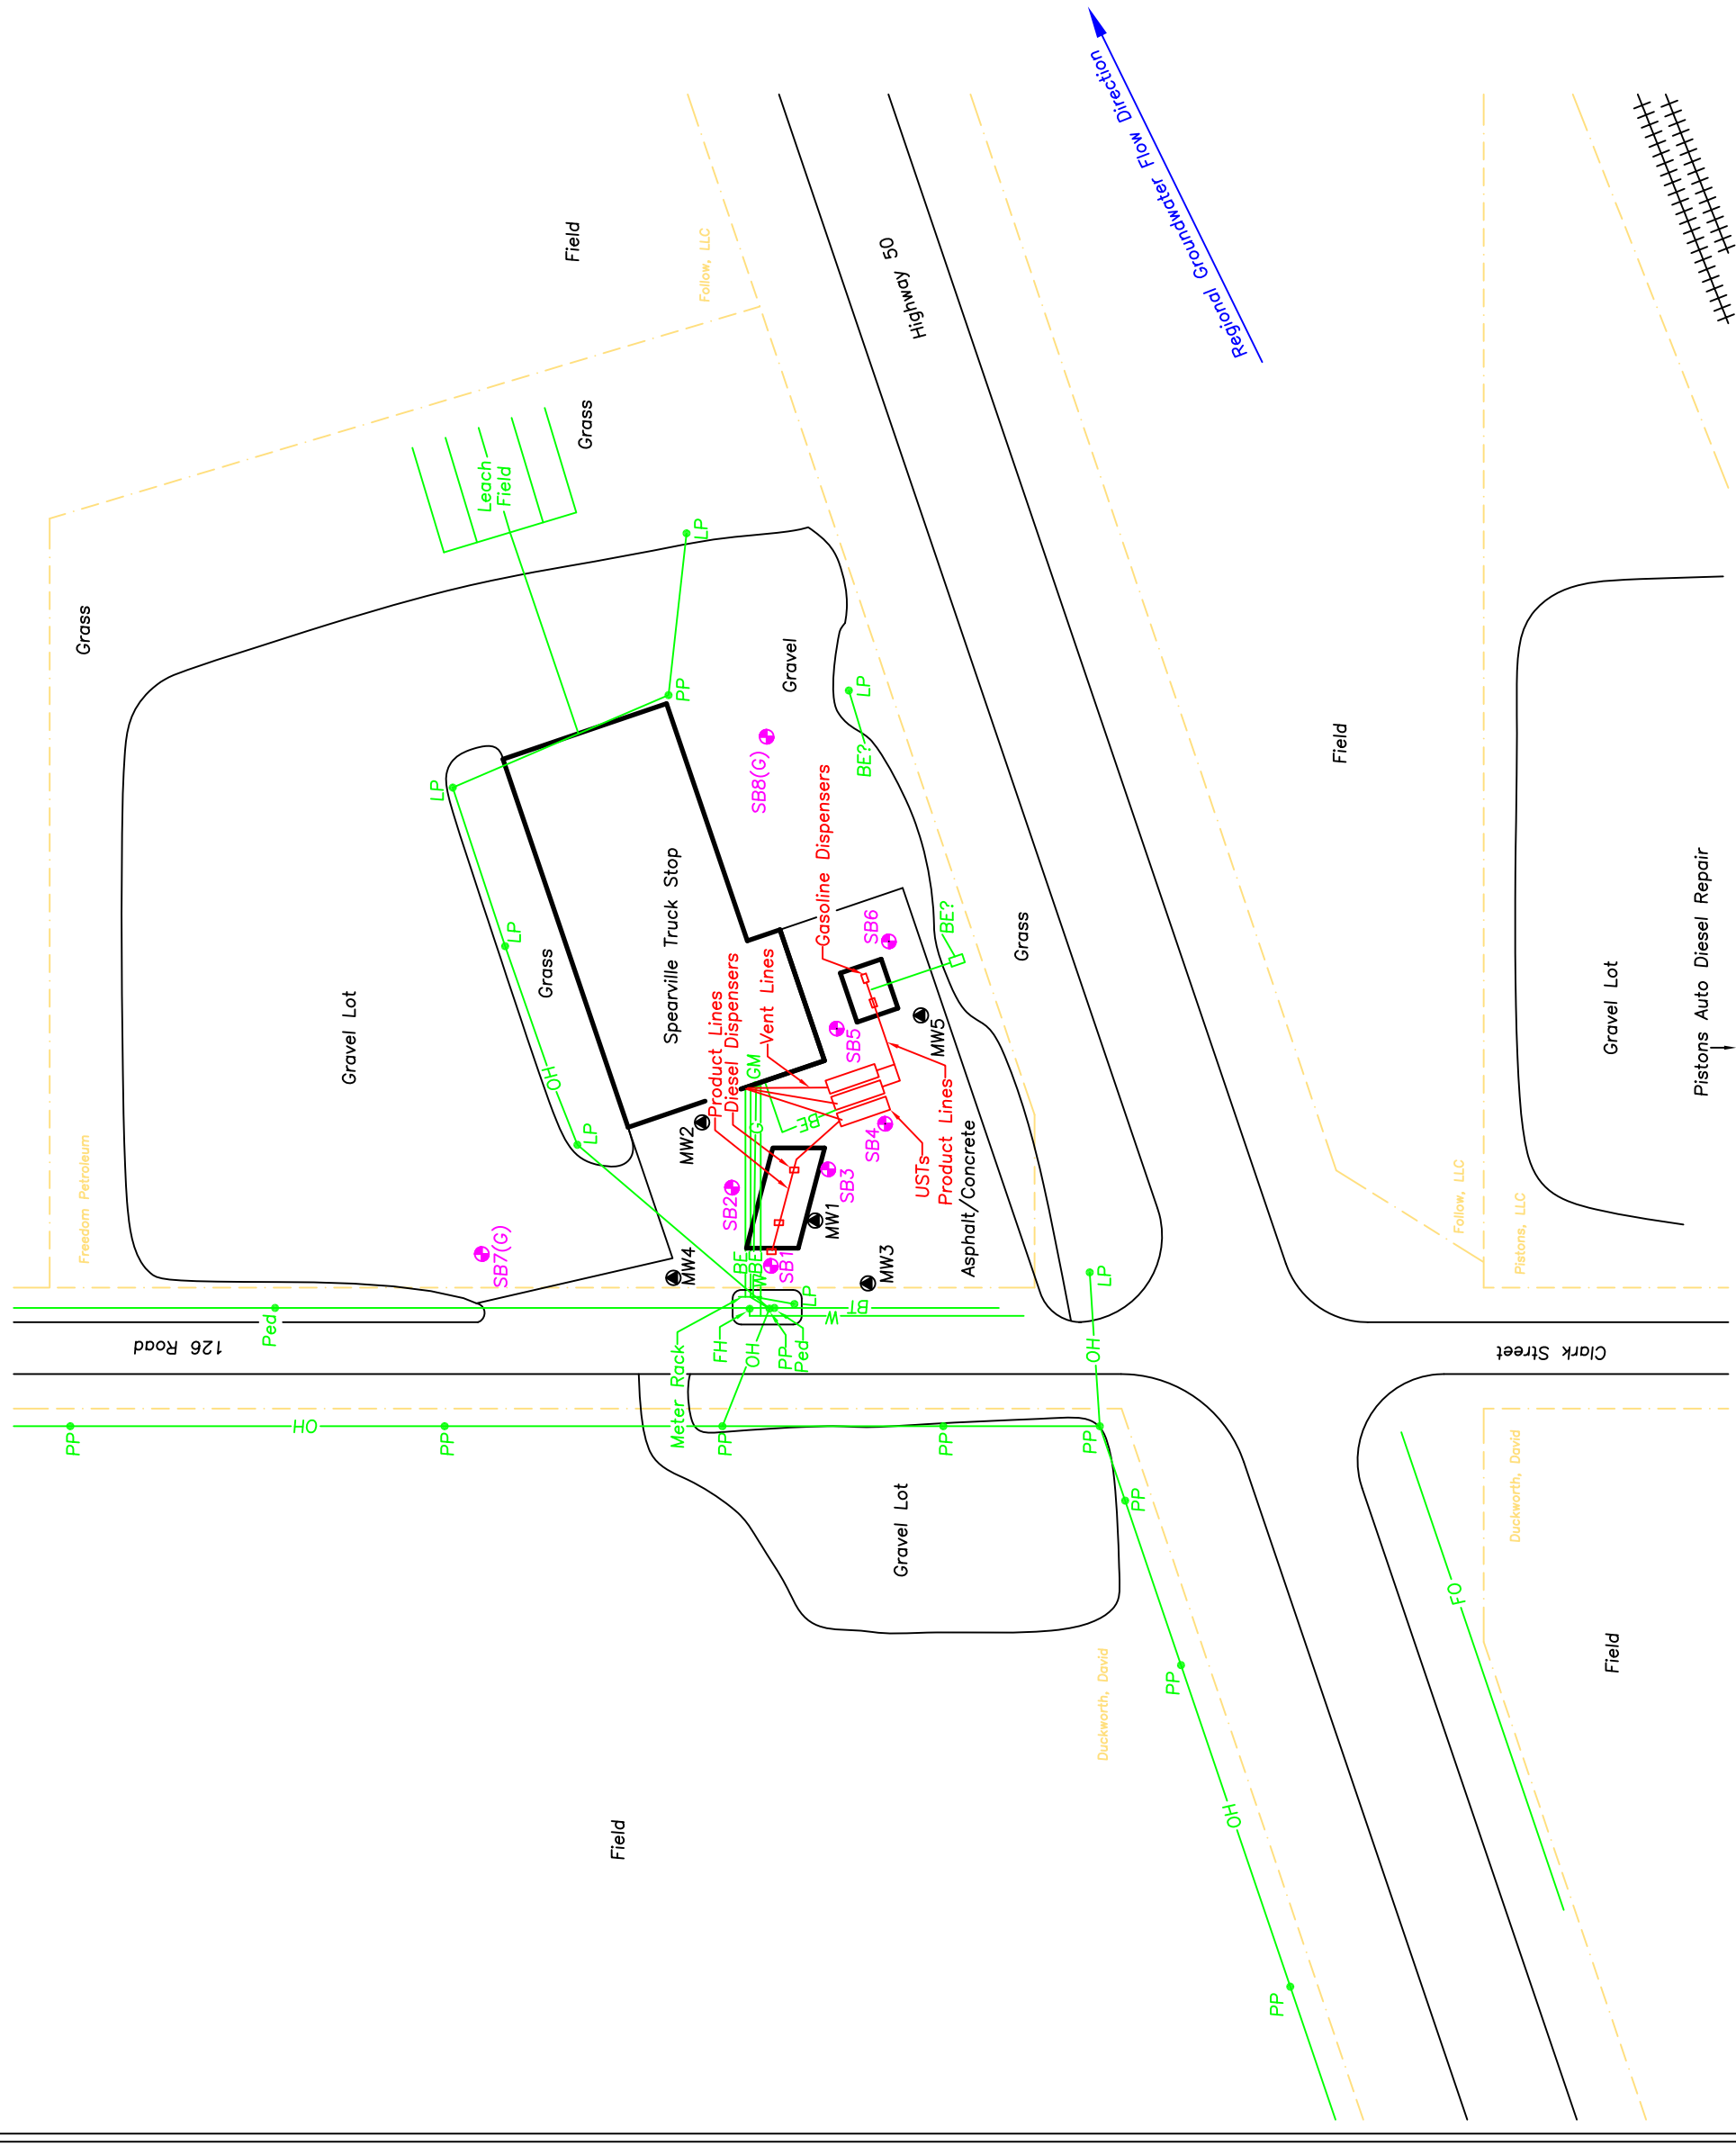 Regional Groundwater Flow Direction
Highway 50
Field
Follow, LLC
Grass
Leach
Field
LP
Grass
PP
Gravel
LP
BE?
LP
SB8(G)
Gasoline Dispensers
Spearville Truck Stop
LP
Grass
SB6
BE?
Grass
Field
Gravel Lot
Pistons Auto Diesel Repair
Gravel Lot
OH
Product Lines
Diesel Dispensers
Vent Lines
GM
SB5
MW5
LP
MW2
G
BE
SB4
USTs
Product Lines
Asphalt/Concrete
Freedom Petroleum
SB2
SB3
MW1
SB7(G)
MW4
BE
BE
W
SB1
MW3
LP
BT
W
LP
Follow, LLC
Pistons, LLC
126 Road
Ped
Meter Rack
FH
OH
PP
Ped
OH
Clark Street
PP
OH
PP
PP
PP
PP
PP
Gravel Lot
Duckworth, David
FO
Field
PP
Duckworth, David
OH
Field
PP